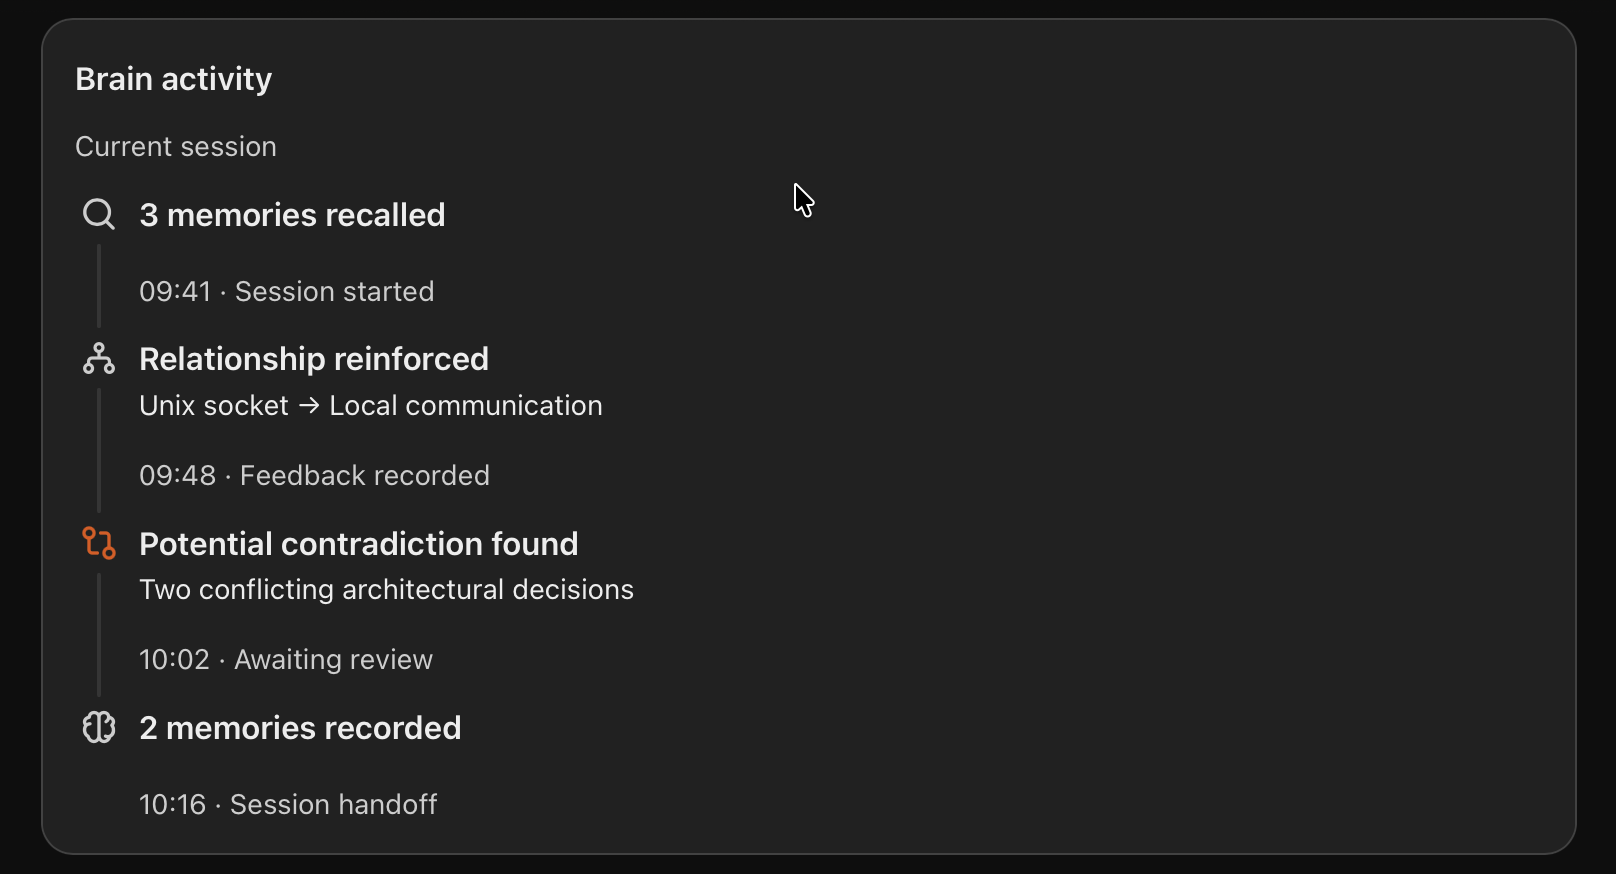 Brain activity
Current session
3 memories recalled
09:41 · Session started
Relationship reinforced
Unix socket → Local communication
09:48 · Feedback recorded
Potential contradiction found
Two conflicting architectural decisions
10:02 · Awaiting review
2 memories recorded
10:16 · Session handoff